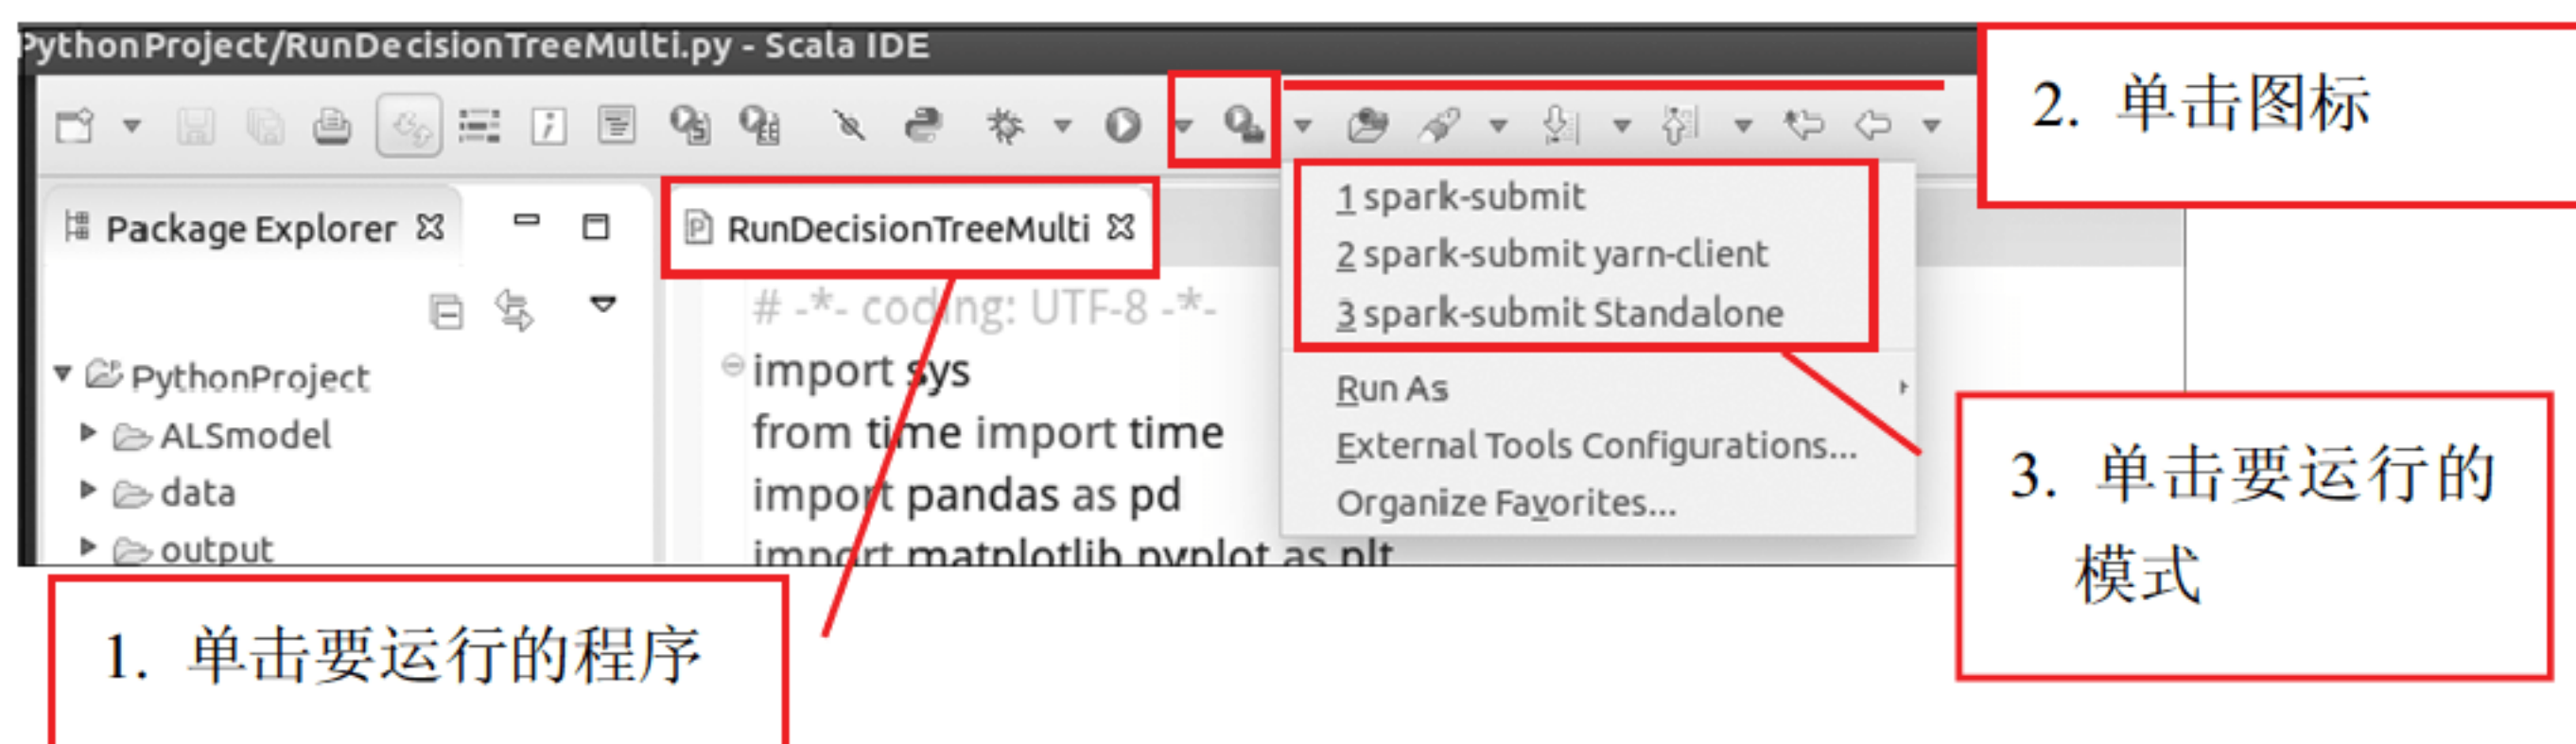 PythonProject/RunDecisionTreeMulti.py - Scala IDE
2. 单击图标
Package Explorer
RunDecisionTreeMulti
1 spark-submit
2 spark-submit yarn-client
3 spark-submit Standalone
Run As
External Tools Configurations...
Organize Favorites...
PythonProject
ALSmodel
data
output
# -*- coding: UTF-8 -*-
import sys
from time import time
import pandas as pd
import matplotlib.pyplot as plt
3. 单击要运行的
模式
1. 单击要运行的程序